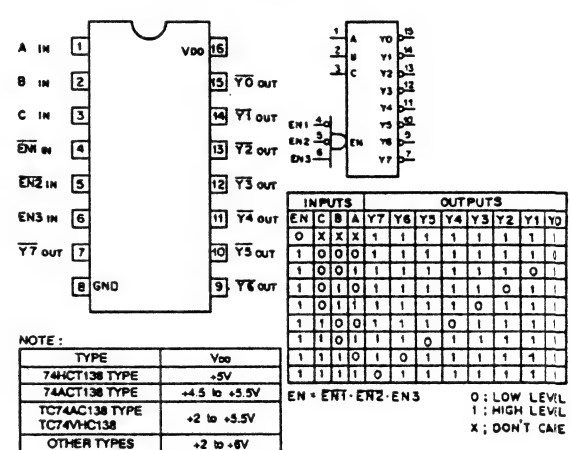 A IN 1
B IN 2
C IN 3
EN1 IN 4
EN2 IN 5
EN3 IN 6
Y7 OUT 7
8 GND
VDD 16
15 Y0 OUT
14 Y1 OUT
13 Y2 OUT
12 Y3 OUT
11 Y4 OUT
10 Y5 OUT
9 Y6 OUT
1 A Y0 15
2 B Y1 14
3 C Y2 13
Y3 12
Y4 11
EN1 4 Y5 10
EN2 5 EN Y6 9
EN3 6 Y7 7
INPUTS OUTPUTS
EN C B A Y7 Y6 Y5 Y4 Y3 Y2 Y1 Y0
0 X X X 1 1 1 1 1 1 1 1
1 0 0 0 1 1 1 1 1 1 1 0
1 0 0 1 1 1 1 1 1 1 0 1
1 0 1 0 1 1 1 1 1 0 1 1
1 0 1 1 1 1 1 1 0 1 1 1
1 1 0 0 1 1 1 0 1 1 1 1
1 1 0 1 1 1 0 1 1 1 1 1
1 1 1 0 1 0 1 1 1 1 1 1
1 1 1 1 0 1 1 1 1 1 1 1
EN = EN1·EN2·EN3
0 ; LOW LEVEL
1 ; HIGH LEVEL
X ; DON'T CARE
NOTE :
TYPE VDD
74HCT138 TYPE +5V
74ACT138 TYPE +4.5 to +5.5V
TC74AC138 TYPE
TC74VHC138 +2 to +5.5V
OTHER TYPES +2 to +6V